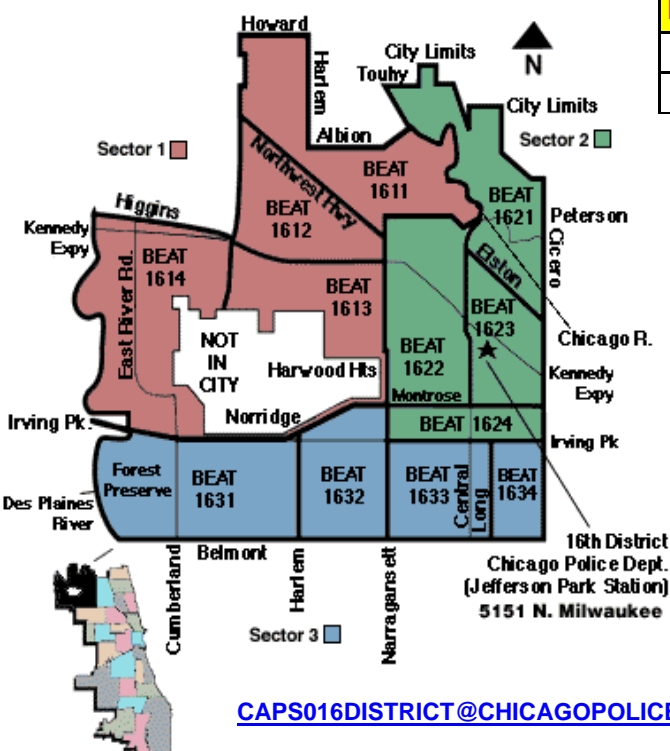 Howard
Harlem
City Limits
Touhy
N
City Limits
Albion
Sector 1
Sector 2
Northwest Hwy
BEAT
1611
BEAT
1621
Higgins
BEAT
1612
Peterson
Kennedy
Expy
Cicero
East River Rd.
BEAT
1614
Elston
BEAT
1613
BEAT
1623
NOT
IN
CITY
Harwood Hts
BEAT
1622
Chicago R.
Kennedy
Expy
Montrose
Norridge
Irving Pk.
BEAT 1624
Irving Pk
Forest
Preserve
BEAT
1631
BEAT
1632
BEAT
1633
Central
Long
BEAT
1634
Des Plaines
River
Cumberland
Belmont
Harlem
Narragansett
16th District
Chicago Police Dept.
(Jefferson Park Station)
5151 N. Milwaukee
Sector 3
CAPS016DISTRICT@CHICAGOPOLICE